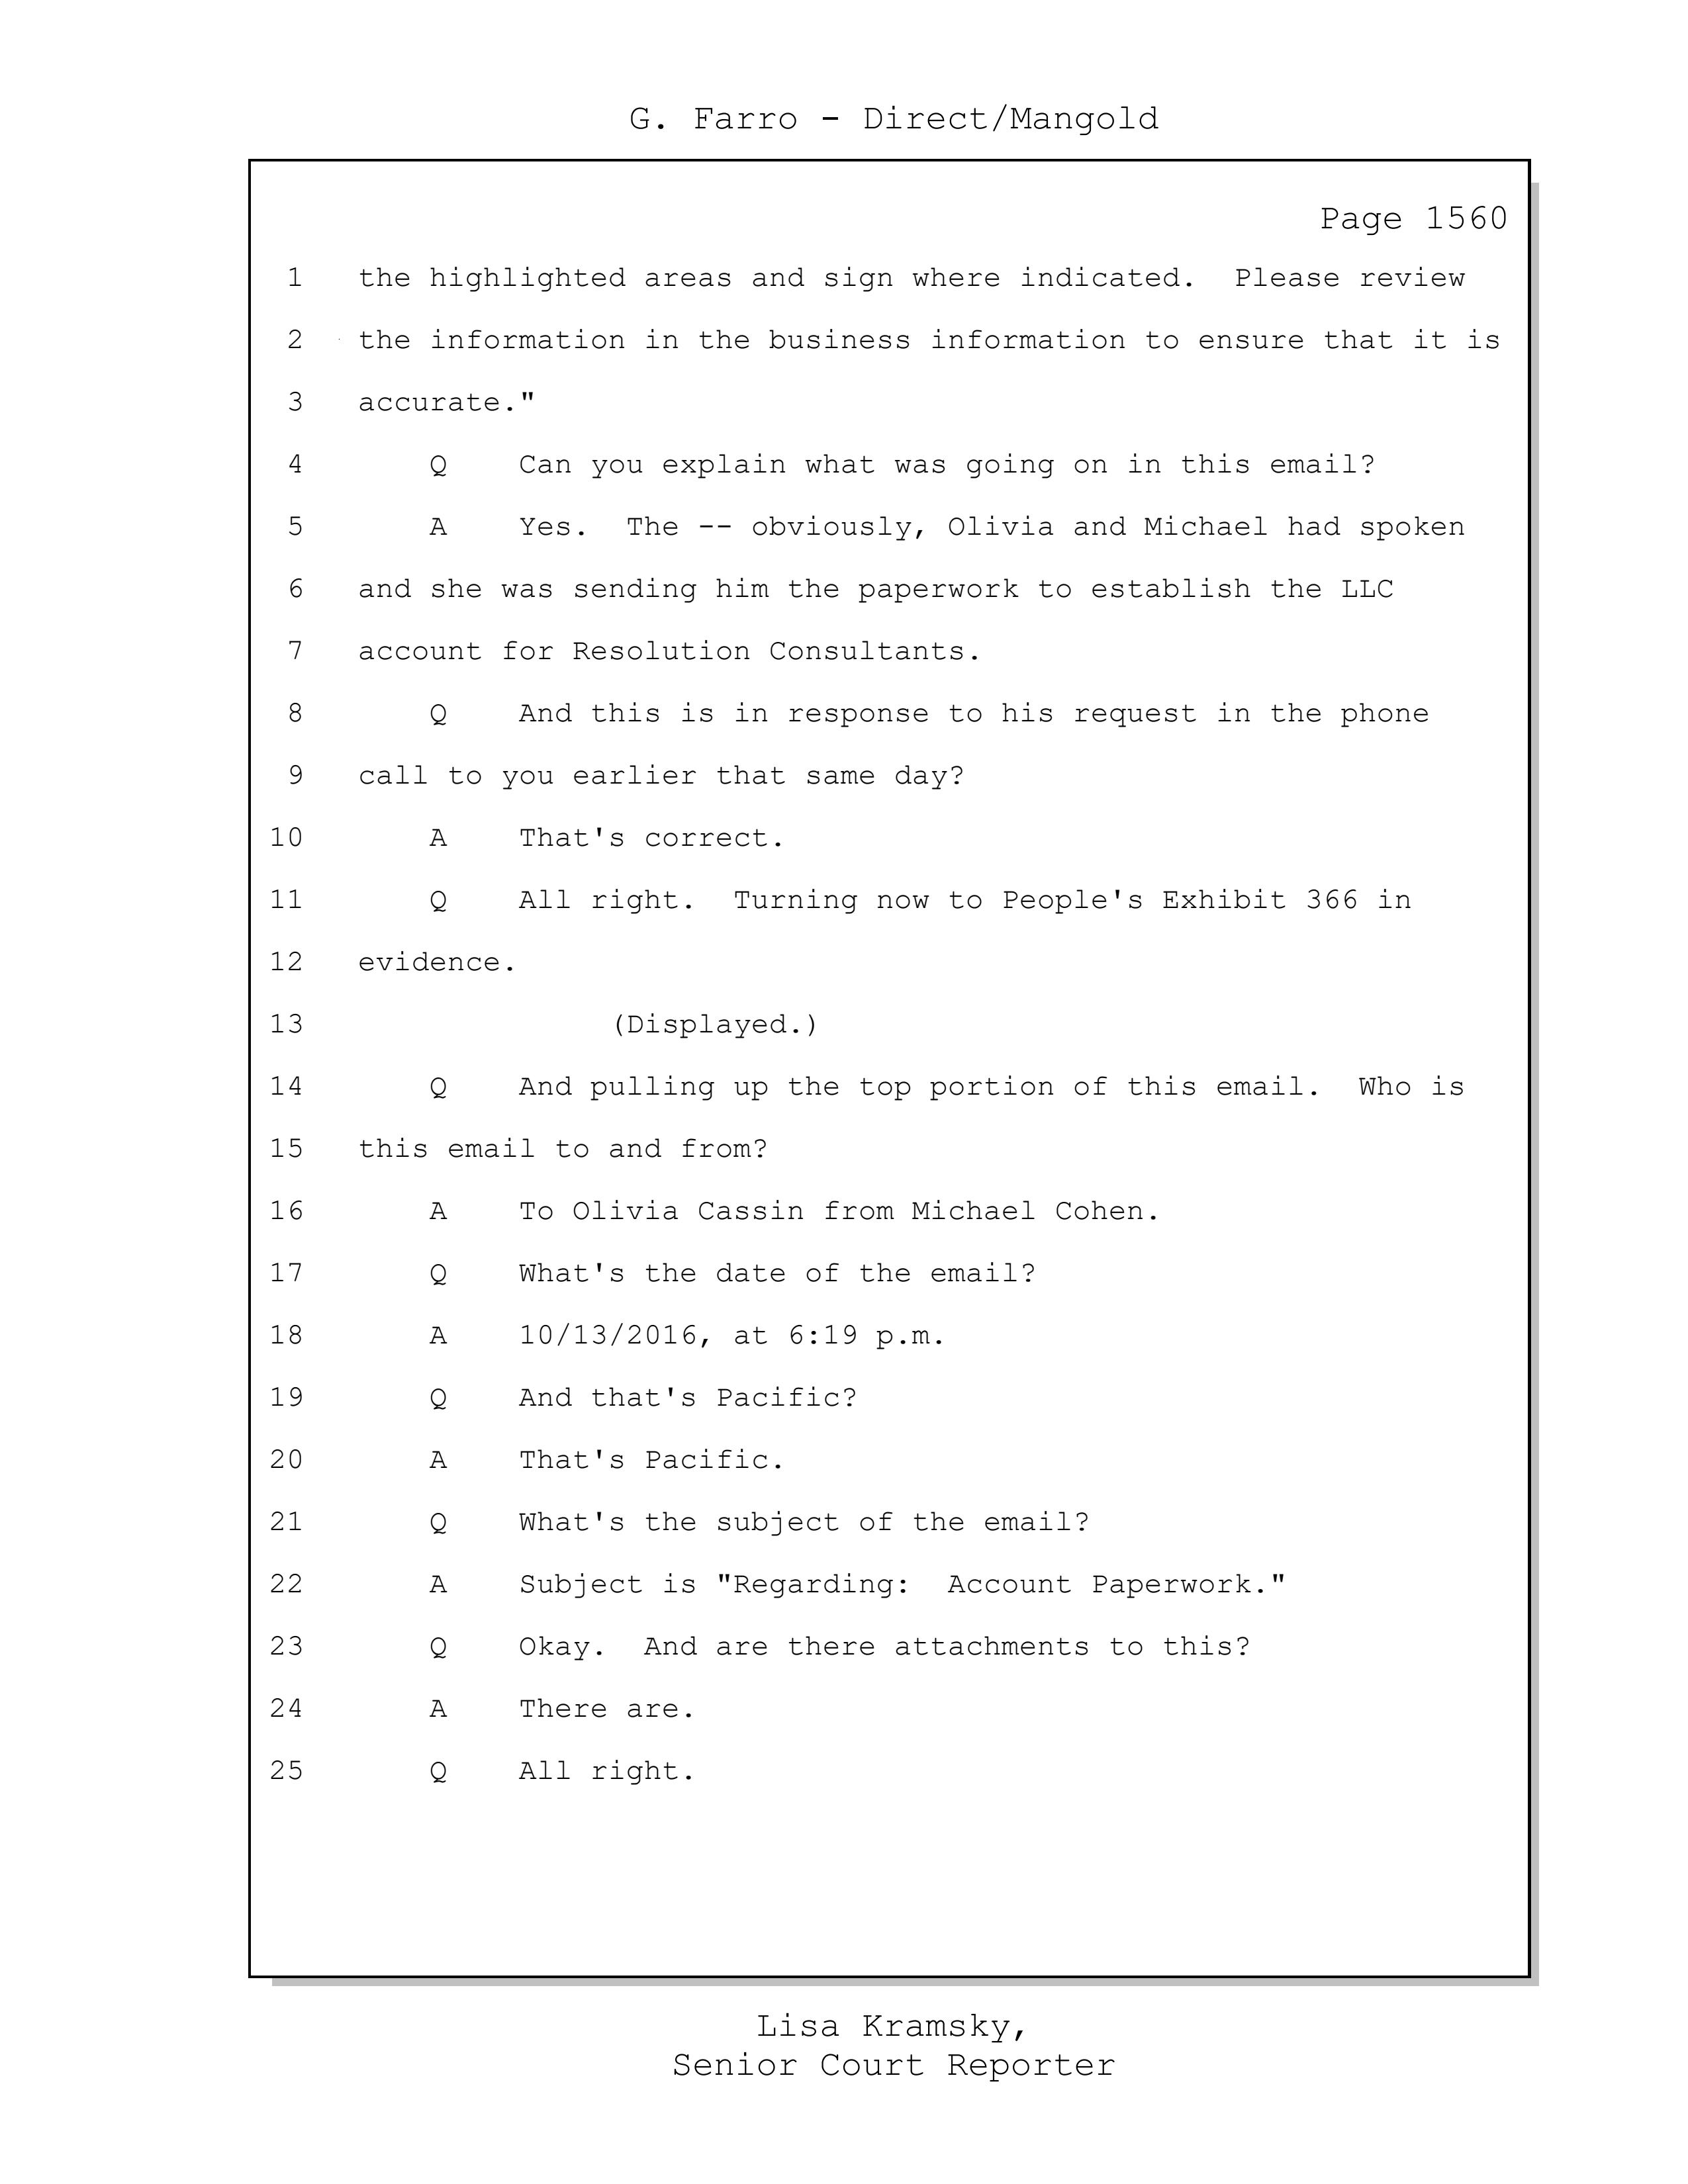 G. Farro - Direct/Mangold
Page 1560
1 the highlighted areas and sign where indicated. Please review
2 the information in the business information to ensure that it is
3 accurate."
4 Q Can you explain what was going on in this email?
5 A Yes. The -- obviously, Olivia and Michael had spoken
6 and she was sending him the paperwork to establish the LLC
7 account for Resolution Consultants.
8 Q And this is in response to his request in the phone
9 call to you earlier that same day?
10 A That's correct.
11 Q All right. Turning now to People's Exhibit 366 in
12 evidence.
13 (Displayed.)
14 Q And pulling up the top portion of this email. Who is
15 this email to and from?
16 A To Olivia Cassin from Michael Cohen.
17 Q What's the date of the email?
18 A 10/13/2016, at 6:19 p.m.
19 Q And that's Pacific?
20 A That's Pacific.
21 Q What's the subject of the email?
22 A Subject is "Regarding: Account Paperwork."
23 Q Okay. And are there attachments to this?
24 A There are.
25 Q All right.
Lisa Kramsky,
Senior Court Reporter